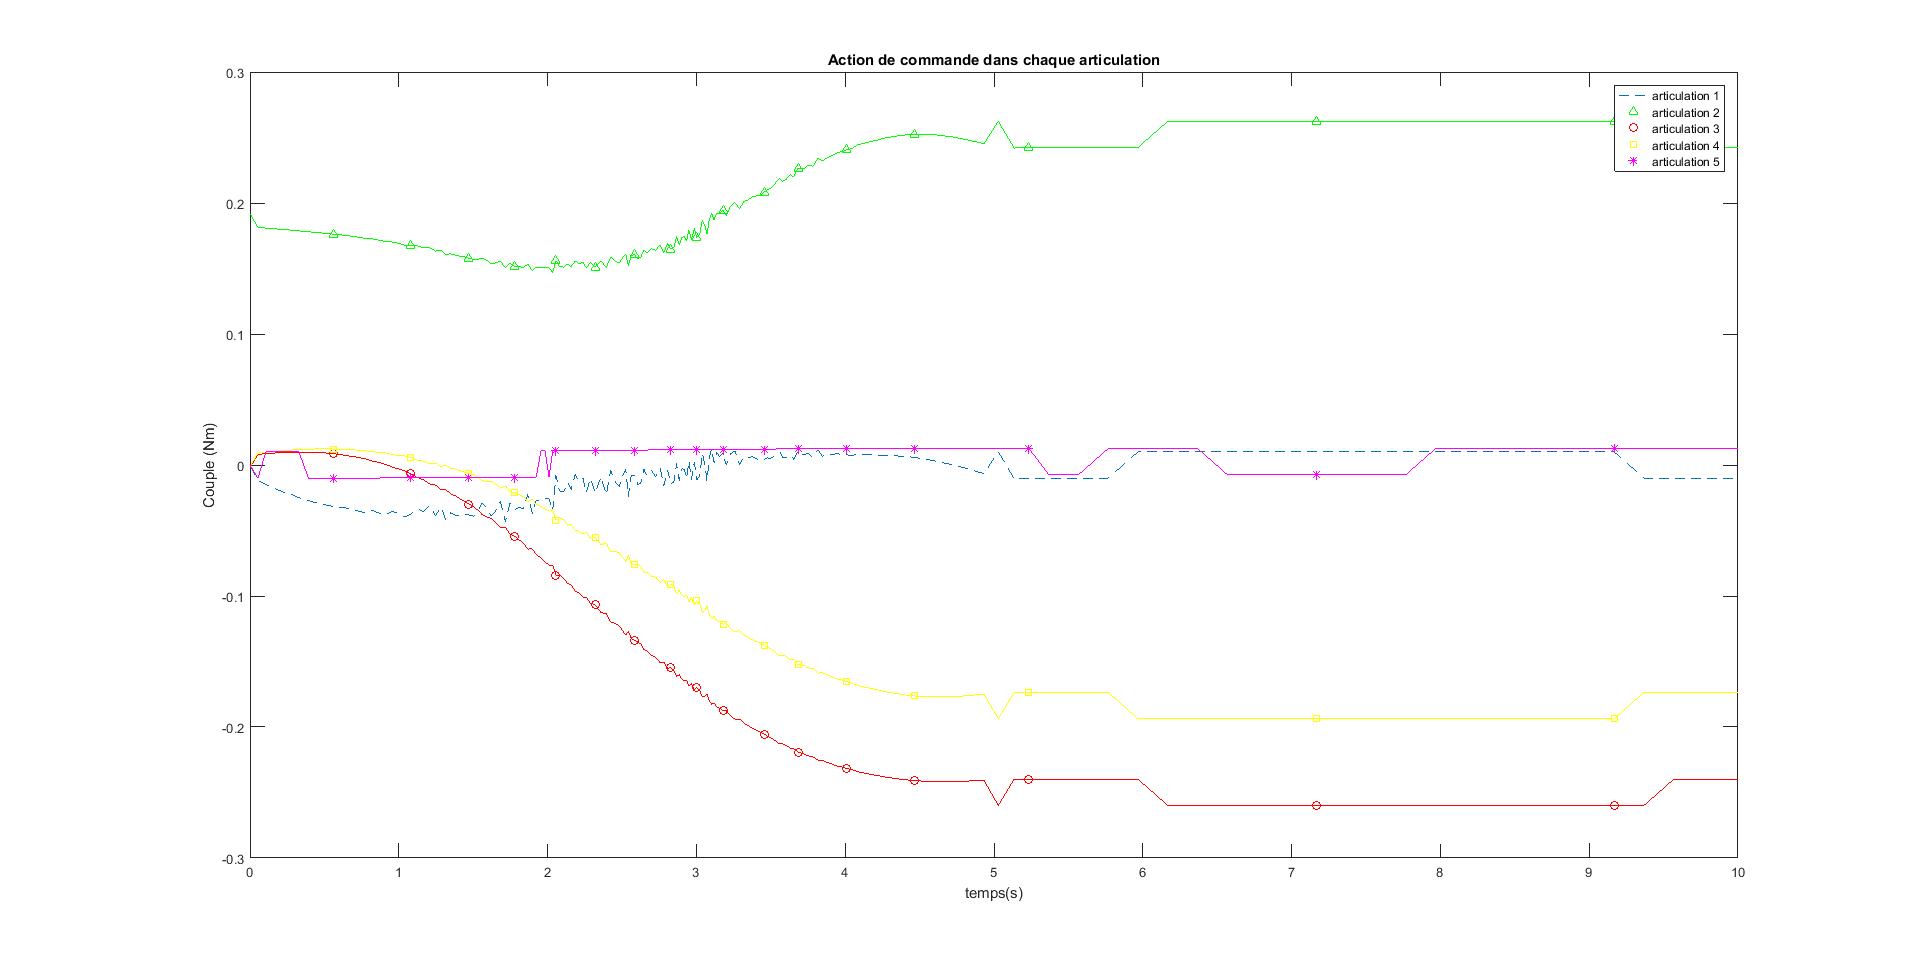 Action de commande dans chaque articulation
0.3
0.2
0.1
0
-0.1
-0.2
-0.3
Couple (Nm)
articulation 1
articulation 2
articulation 3
articulation 4
articulation 5
0 1 2 3 4 5 6 7 8 9 10
temps(s)